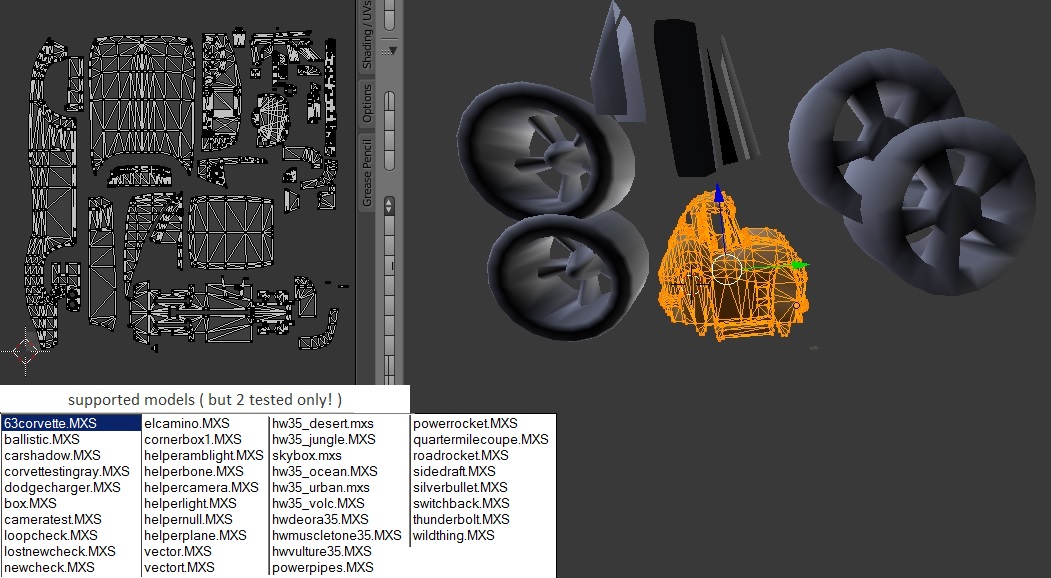 Shading / UVs
Options
Grease Pencil
supported models ( but 2 tested only! )
63corvette.MXS
ballistic.MXS
carshadow.MXS
corvettestingray.MXS
dodgecharger.MXS
box.MXS
cameratest.MXS
loopcheck.MXS
lostnewcheck.MXS
newcheck.MXS
elcamino.MXS
cornerbox1.MXS
helperamblight.MXS
helperbone.MXS
helpercamera.MXS
helperlight.MXS
helpernull.MXS
helperplane.MXS
vector.MXS
vectort.MXS
hw35_desert.mxs
hw35_jungle.MXS
skybox.mxs
hw35_ocean.MXS
hw35_urban.mxs
hw35_volc.MXS
hwdeora35.MXS
hwmuscletone35.MXS
hwvulture35.MXS
powerpipes.MXS
powerrocket.MXS
quartermilecoupe.MXS
roadrocket.MXS
sidedraft.MXS
silverbullet.MXS
switchback.MXS
thunderbolt.MXS
wildthing.MXS